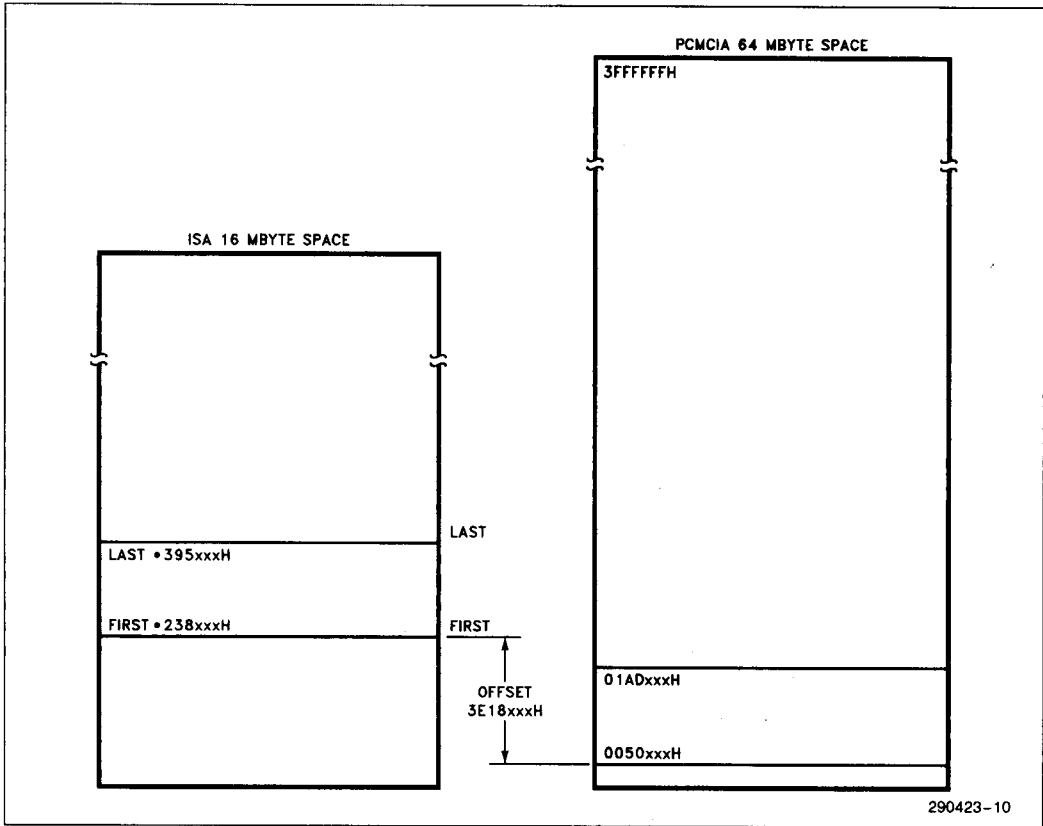 PCMCIA 64 MBYTE SPACE
3FFFFFFH
ISA 16 MBYTE SPACE
LAST
LAST • 395xxxH
FIRST • 238xxxH
FIRST
OFFSET
3E18xxxH
01ADxxxH
0050xxxH
290423-10